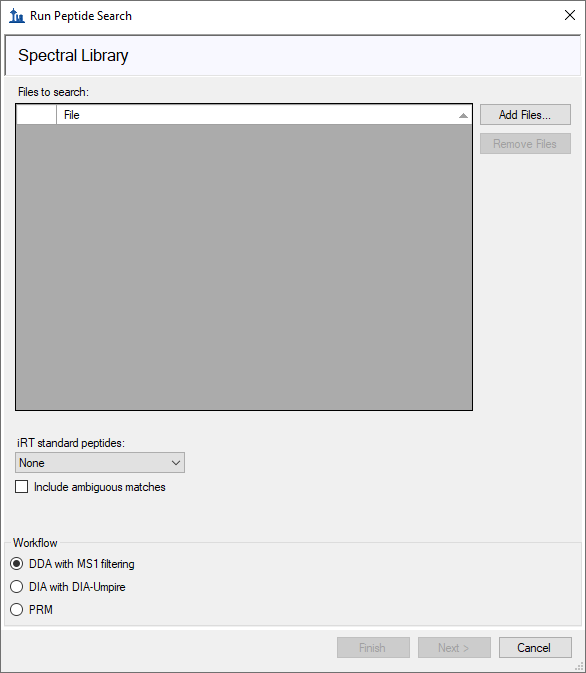 Run Peptide Search
Spectral Library
Files to search:
File
Add Files...
Remove Files
iRT standard peptides:
None
Include ambiguous matches
Workflow
DDA with MS1 filtering
DIA with DIA-Umpire
PRM
Finish
Next >
Cancel